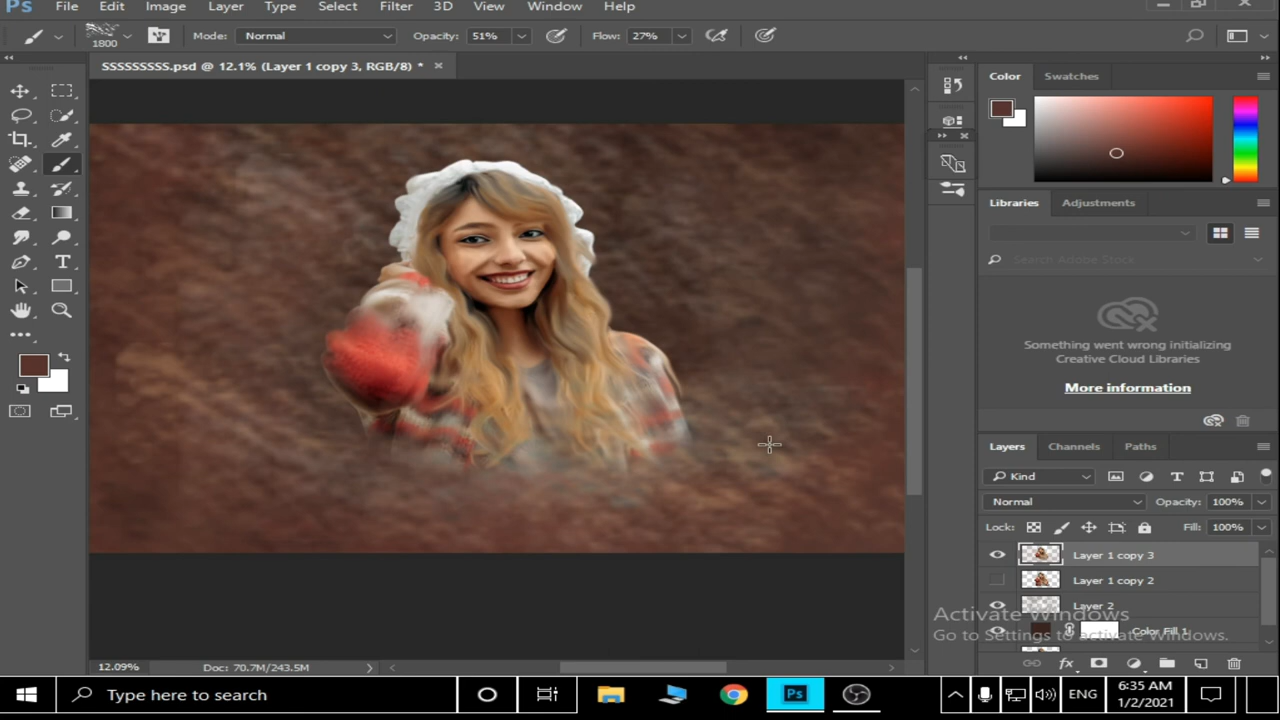 Ps File Edit Image Layer Type Select Filter 3D View Window Help
1800 Mode: Normal Opacity: 51% Flow: 27%
SSSSSSSSS.psd @ 12.1% (Layer 1 copy 3, RGB/8) *
Color Swatches
Libraries Adjustments
Search Adobe Stock
Something went wrong initializing
Creative Cloud Libraries
More information
Layers Channels Paths
Kind
Normal Opacity: 100%
Lock: Fill: 100%
Layer 1 copy 3
Layer 1 copy 2
Layer 2
Color Fill 1
Activate Windows
Go to Settings to activate Windows.
12.09% Doc: 70.7M/243.5M
Type here to search
Ps
ENG
6:35 AM
1/2/2021